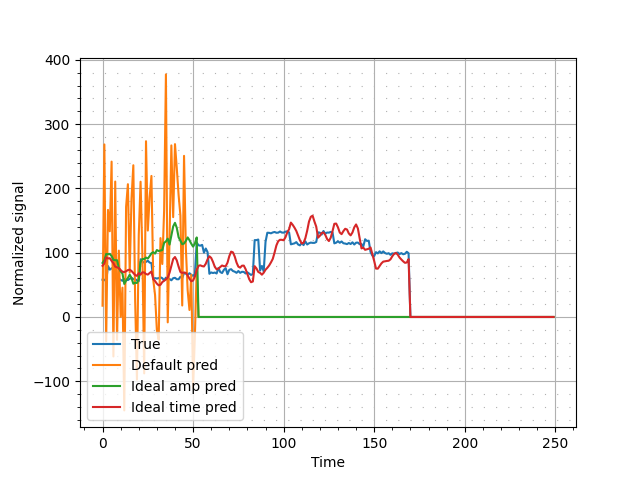 400
300
200
100
0
−100
Normalized signal
True
Default pred
Ideal amp pred
Ideal time pred
0 50 100 150 200 250
Time